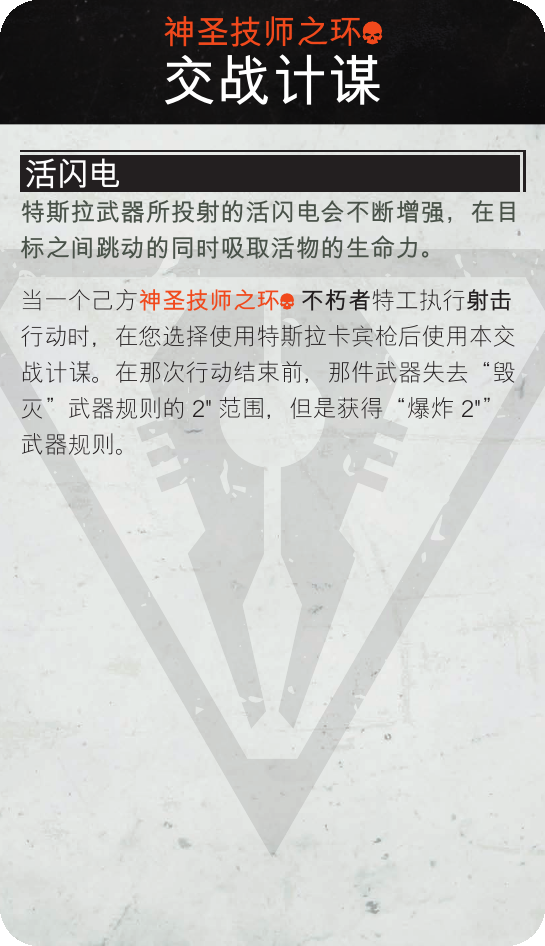 神圣技师之环
交战计谋
活闪电
特斯拉武器所投射的活闪电会不断增强，在目
标之间跳动的同时吸取活物的生命力。
当一个己方神圣技师之环 不朽者特工执行射击
行动时，在您选择使用特斯拉卡宾枪后使用本交
战计谋。在那次行动结束前，那件武器失去“毁
灭”武器规则的 2" 范围，但是获得“爆炸 2"”
武器规则。